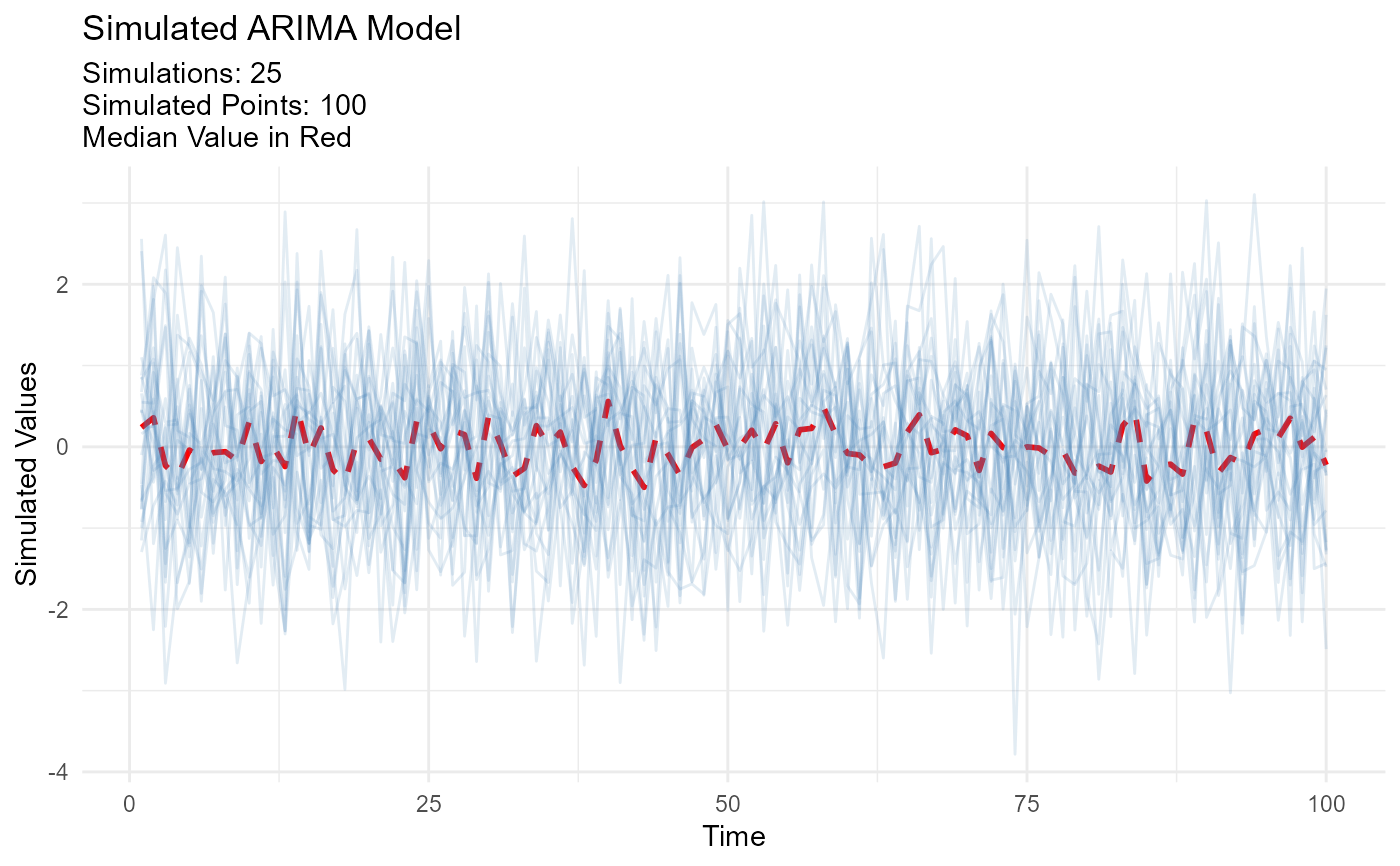 Simulated ARIMA Model
Simulations: 25
Simulated Points: 100
Median Value in Red
Simulated Values
2
0
-2
-4
0
25
50
75
100
Time